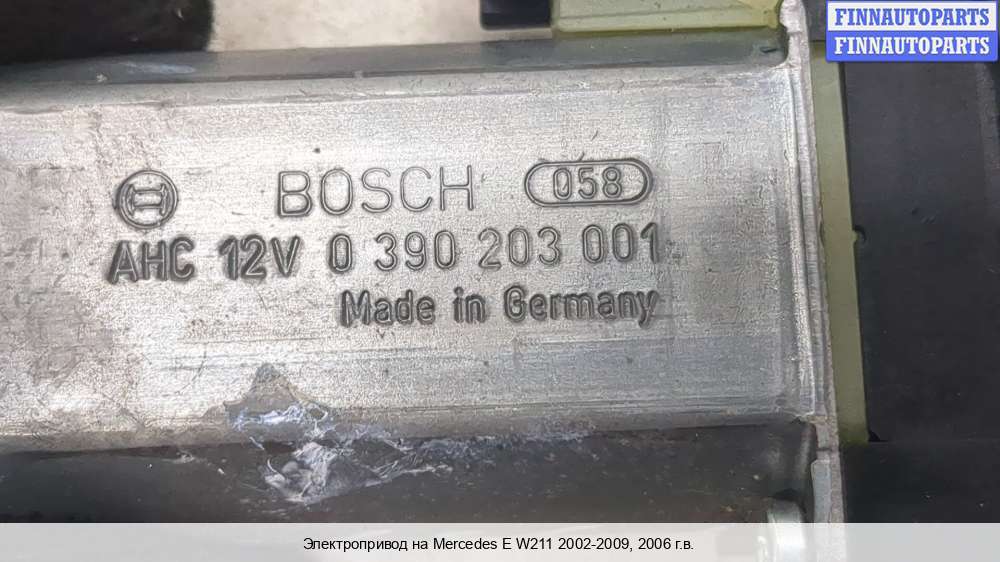 FINNAUTOPARTS
FINNAUTOPARTS
BOSCH 058
AHC 12V 0 390 203 001
Made in Germany
Электропривод на Mercedes E W211 2002-2009, 2006 г.в.